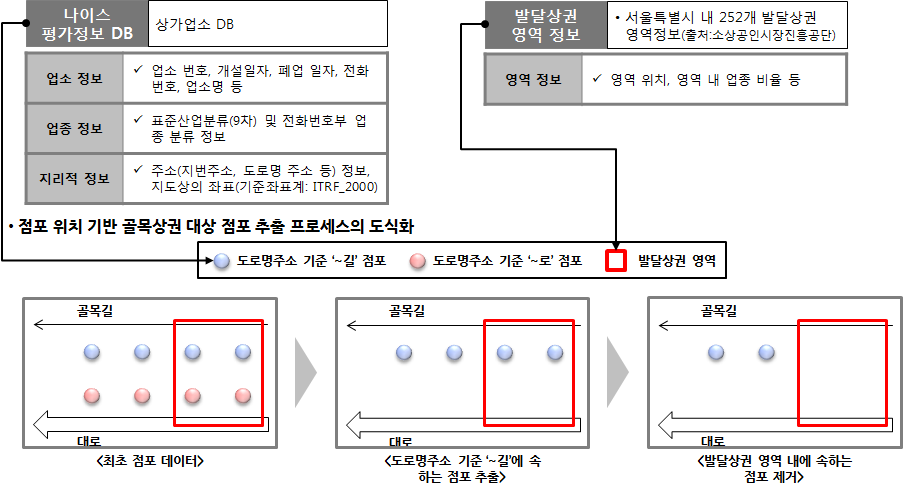 나이스
평가정보 DB
상가업소 DB
업소 정보
✓ 업소 번호, 개설일자, 폐업 일자, 전화
번호, 업소명 등
업종 정보
✓ 표준산업분류(9차) 및 전화번호부 업
종 분류 정보
지리적 정보
✓ 주소(지번주소, 도로명 주소 등) 정보,
지도상의 좌표(기준좌표계: ITRF_2000)
발달상권
영역 정보
• 서울특별시 내 252개 발달상권
영역정보(출처:소상공인시장진흥공단)
영역 정보
✓ 영역 위치, 영역 내 업종 비율 등
• 점포 위치 기반 골목상권 대상 점포 추출 프로세스의 도식화
도로명주소 기준 '~길' 점포
도로명주소 기준 '~로' 점포
발달상권 영역
골목길
대로
<최초 점포 데이터>
골목길
대로
<도로명주소 기준 '~길'에 속
하는 점포 추출>
골목길
대로
<발달상권 영역 내에 속하는
점포 제거>